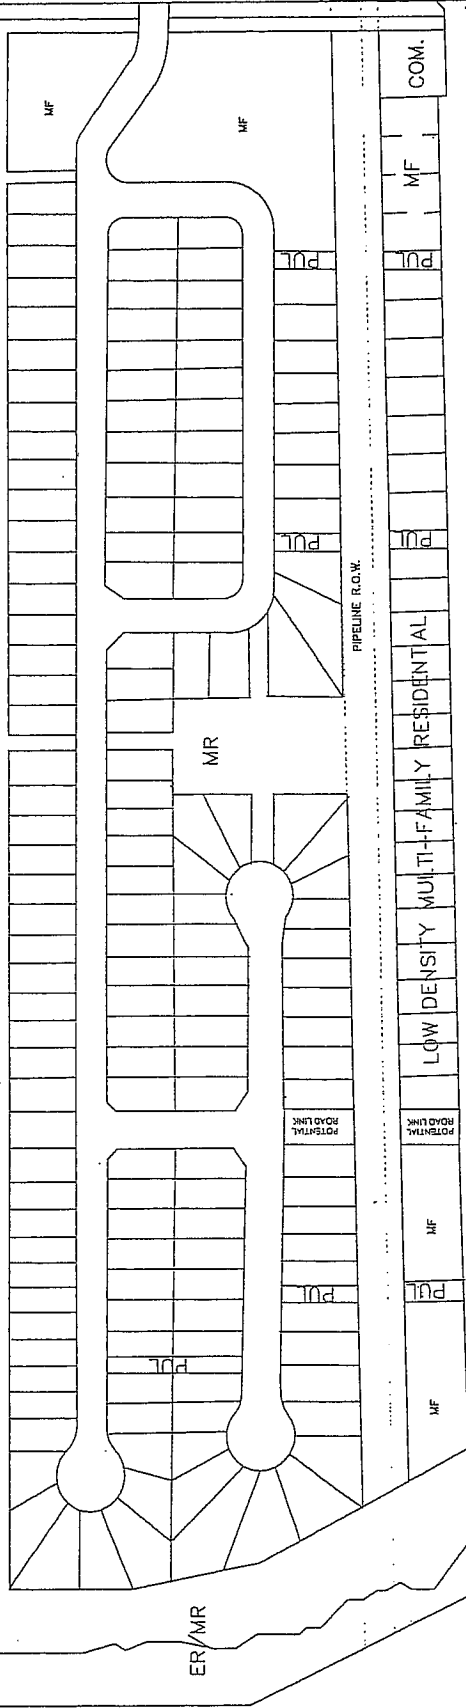 COM.
MF
MF
MF
PUL
PUL
PUL
PUL
PIPELINE R.O.W.
MR
LOW DENSITY MULTI-FAMILY RESIDENTIAL
POTENTIAL
ROAD LINK
POTENTIAL
ROAD LINK
MF
PUL
PUL
PUL
MF
ER/MR